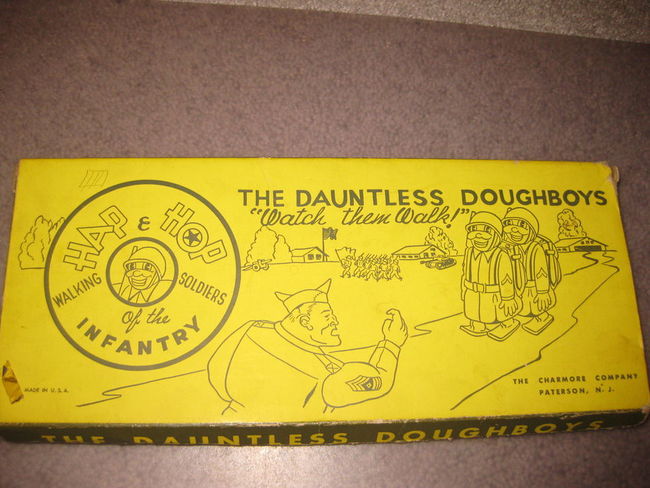 THE DAUNTLESS DOUGHBOYS
"Watch them Walk!"
HAP & HOP
WALKING SOLDIERS
Of the
INFANTRY
MADE IN U.S.A.
THE CHARMORE COMPANY
PATERSON, N. J.
THE DAUNTLESS DOUGHBOYS